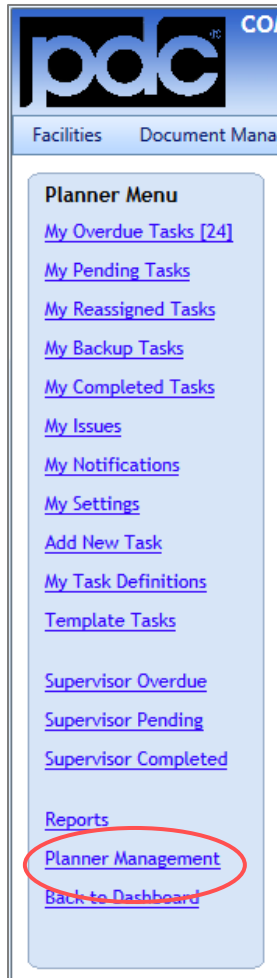 COM
pdc
®
Facilities Document Mana
Planner Menu
My Overdue Tasks [24]
My Pending Tasks
My Reassigned Tasks
My Backup Tasks
My Completed Tasks
My Issues
My Notifications
My Settings
Add New Task
My Task Definitions
Template Tasks
Supervisor Overdue
Supervisor Pending
Supervisor Completed
Reports
Planner Management
Back to Dashboard